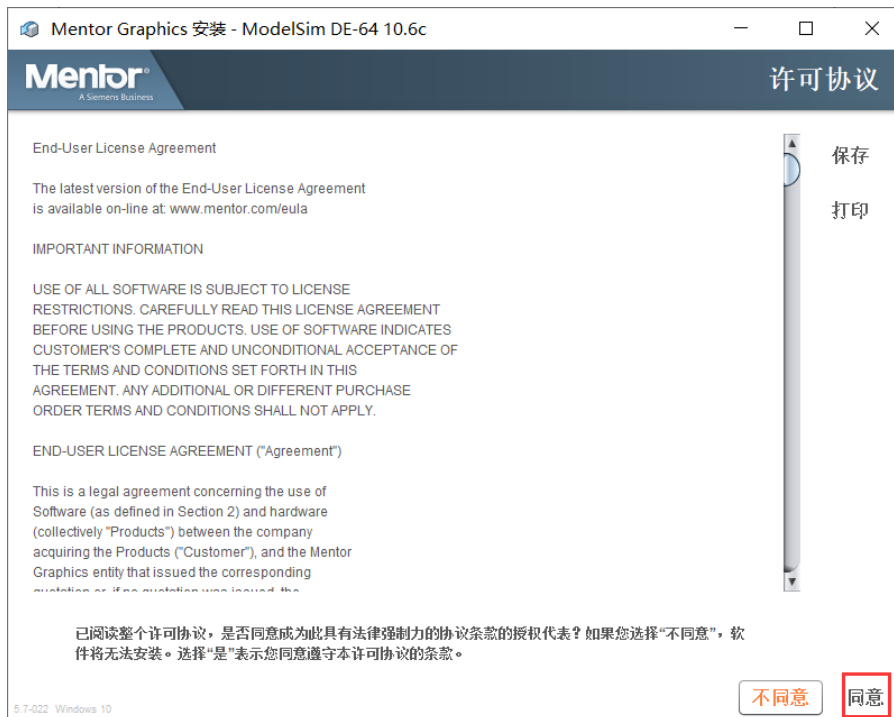 Mentor Graphics 安装 - ModelSim DE-64 10.6c
Mentor®
A Siemens Business
许可协议
End-User License Agreement
The latest version of the End-User License Agreement
is available on-line at: www.mentor.com/eula
IMPORTANT INFORMATION
USE OF ALL SOFTWARE IS SUBJECT TO LICENSE
RESTRICTIONS. CAREFULLY READ THIS LICENSE AGREEMENT
BEFORE USING THE PRODUCTS. USE OF SOFTWARE INDICATES
CUSTOMER'S COMPLETE AND UNCONDITIONAL ACCEPTANCE OF
THE TERMS AND CONDITIONS SET FORTH IN THIS
AGREEMENT. ANY ADDITIONAL OR DIFFERENT PURCHASE
ORDER TERMS AND CONDITIONS SHALL NOT APPLY.
END-USER LICENSE AGREEMENT ("Agreement")
This is a legal agreement concerning the use of
Software (as defined in Section 2) and hardware
(collectively "Products") between the company
acquiring the Products ("Customer"), and the Mentor
Graphics entity that issued the corresponding
quotation or, if no quotation was issued, the
保存
打印
已阅读整个许可协议，是否同意成为此具有法律强制力的协议条款的授权代表？如果您选择“不同意”，软
件将无法安装。选择“是”表示您同意遵守本许可协议的条款。
不同意
同意
5.7-022 Windows 10